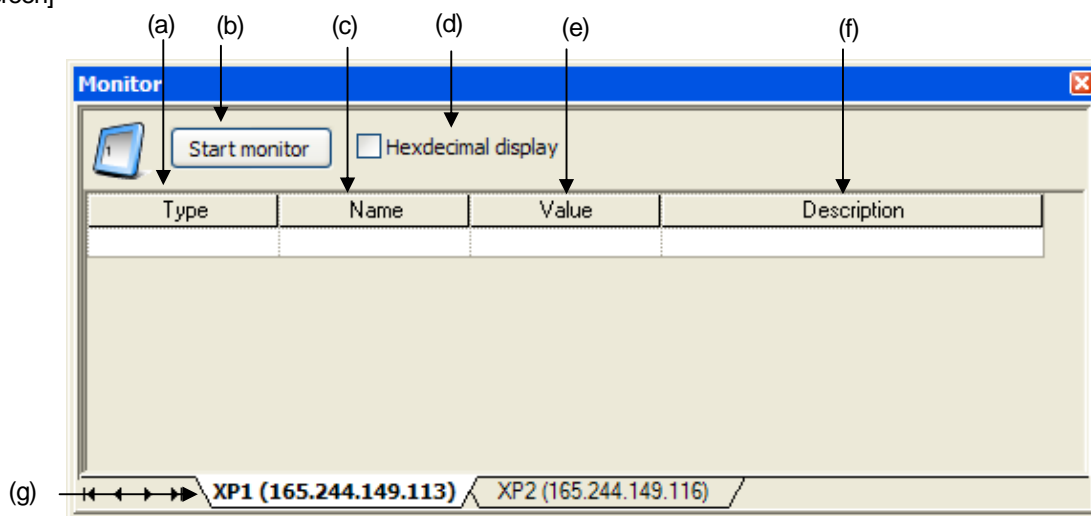 (a) (b) (c) (d) (e) (f)
Monitor
1 Start monitor Hexdecimal display
Type Name Value Description
(g) XP1 (165.244.149.113) XP2 (165.244.149.116)